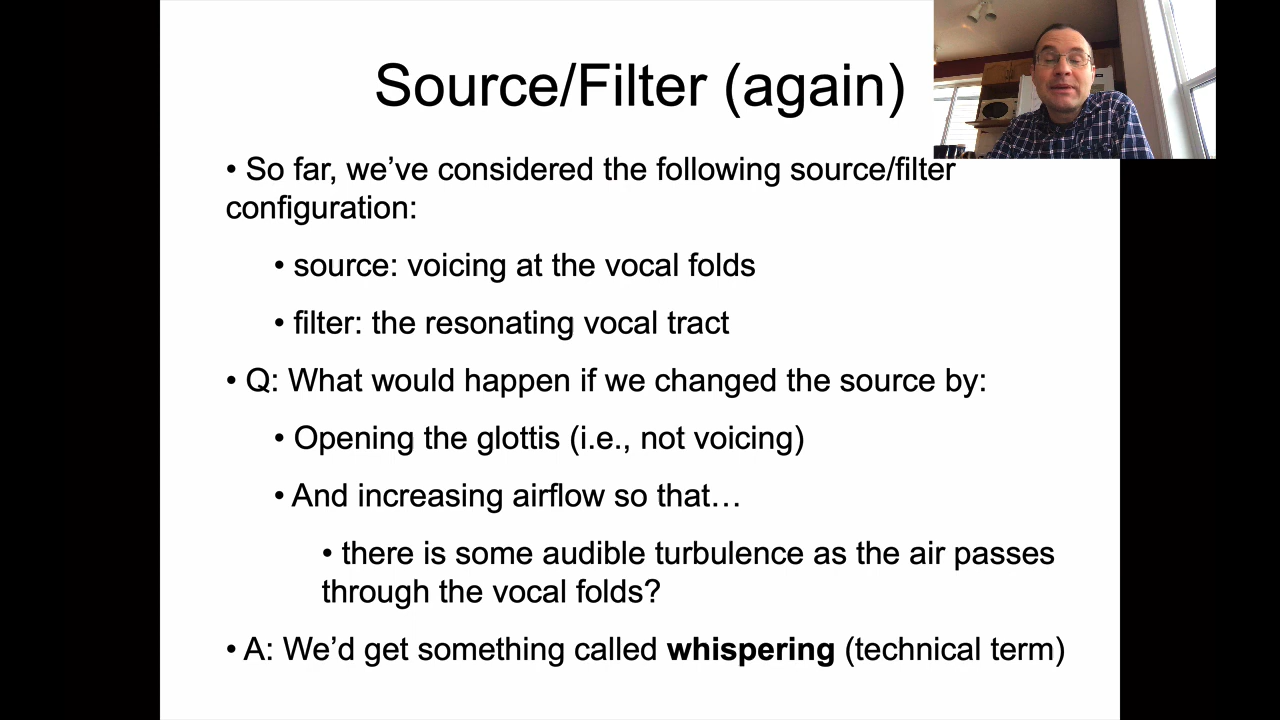 Source/Filter (again)
• So far, we’ve considered the following source/filter
configuration:
• source: voicing at the vocal folds
• filter: the resonating vocal tract
• Q: What would happen if we changed the source by:
• Opening the glottis (i.e., not voicing)
• And increasing airflow so that…
• there is some audible turbulence as the air passes
through the vocal folds?
• A: We’d get something called whispering (technical term)